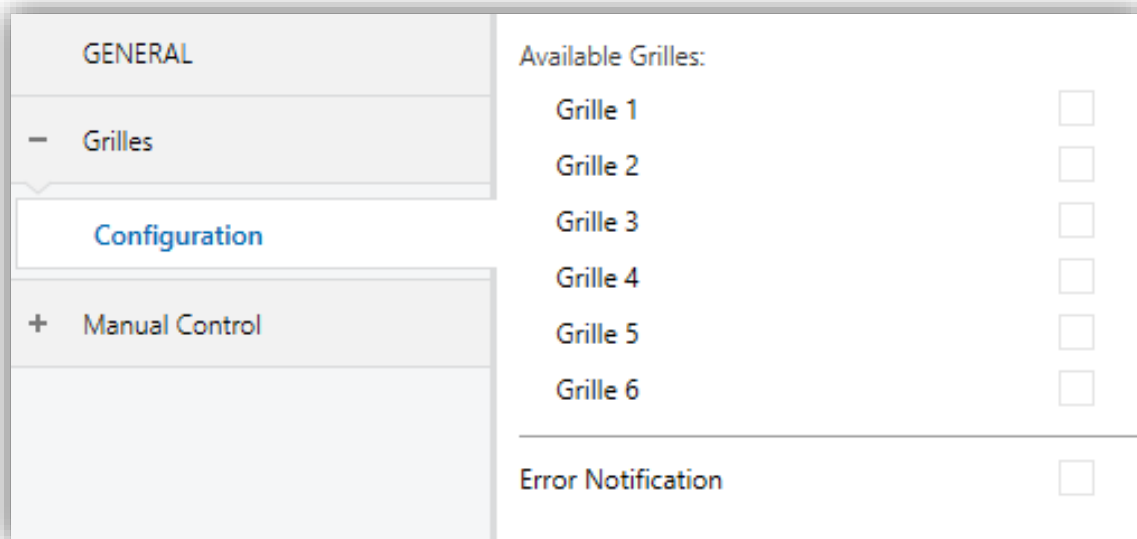 GENERAL
Grilles
Configuration
Manual Control
Available Grilles:
Grille 1
Grille 2
Grille 3
Grille 4
Grille 5
Grille 6
Error Notification